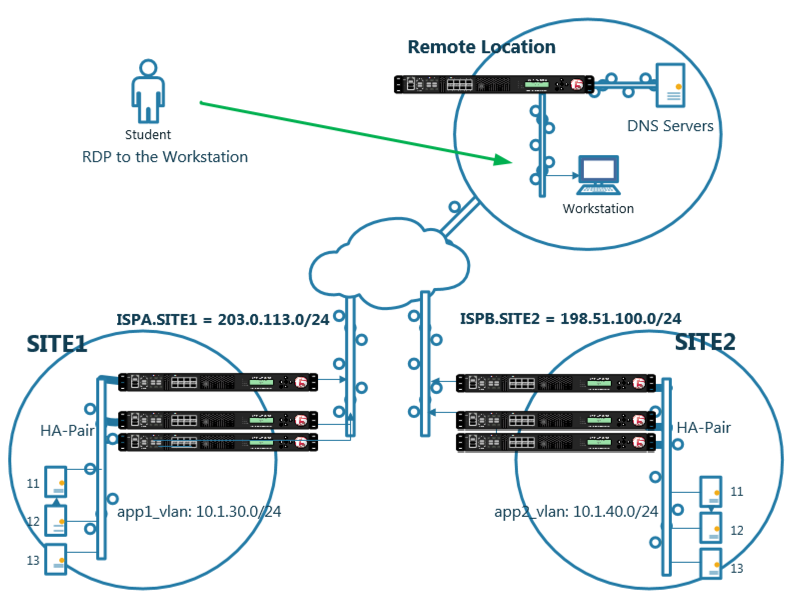 Remote Location
Student
RDP to the Workstation
DNS Servers
Workstation
ISPA.SITE1 = 203.0.113.0/24
ISPB.SITE2 = 198.51.100.0/24
SITE1
SITE2
HA-Pair
HA-Pair
11
12
13
app1_vlan: 10.1.30.0/24
app2_vlan: 10.1.40.0/24
11
12
13